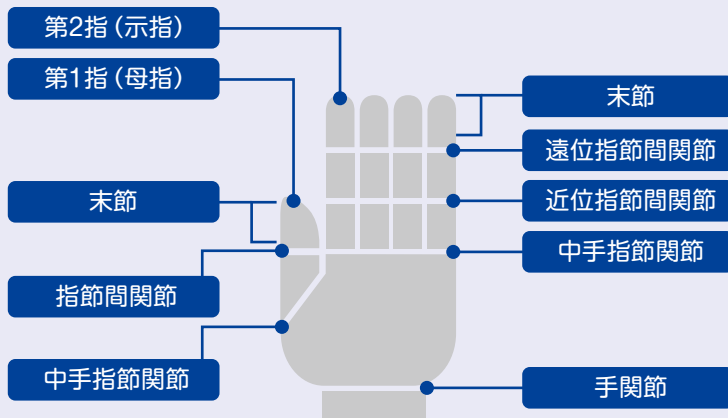 第2指（示指）
第1指（母指）
末節
指節間関節
中手指節関節
末節
遠位指節間関節
近位指節間関節
中手指節関節
手関節